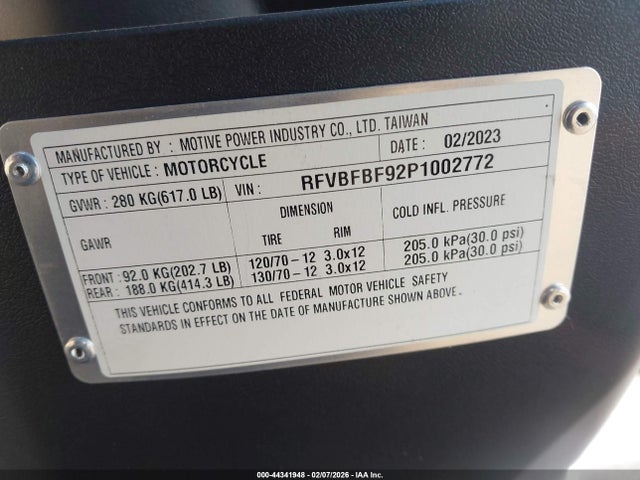 MANUFACTURED BY : MOTIVE POWER INDUSTRY CO., LTD. TAIWAN
TYPE OF VEHICLE : MOTORCYCLE DATE : 02/2023
GVWR : 280 KG(617.0 LB) VIN : RFVBFBF92P1002772
GAWR DIMENSION COLD INFL. PRESSURE
TIRE RIM
FRONT : 92.0 KG(202.7 LB) 120/70 – 12 3.0x12 205.0 kPa(30.0 psi)
REAR : 188.0 KG(414.3 LB) 130/70 – 12 3.0x12 205.0 kPa(30.0 psi)
THIS VEHICLE CONFORMS TO ALL FEDERAL MOTOR VEHICLE SAFETY
STANDARDS IN EFFECT ON THE DATE OF MANUFACTURE SHOWN ABOVE.
000-44341948 - 02/07/2026 - IAA Inc.